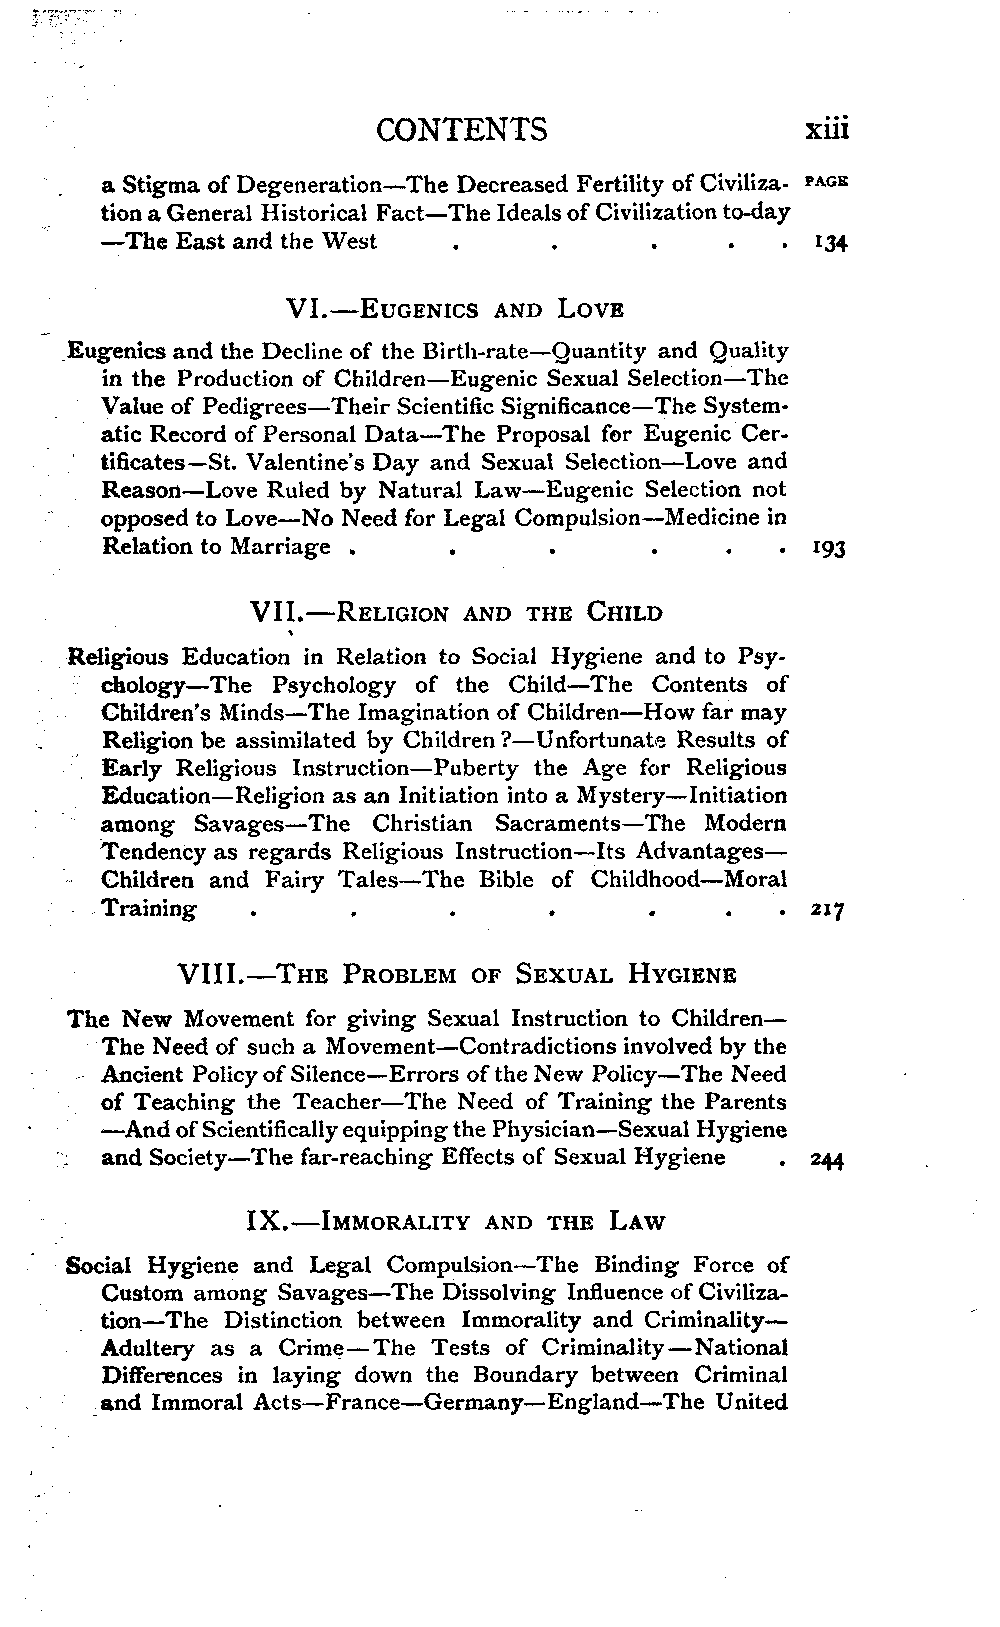 CONTENTS xiii
a Stigma of Degeneration—The Decreased Fertility of Civiliza- PAGE
tion a General Historical Fact—The Ideals of Civilization to-day
—The East and the West . . . . . 134
VI.—EUGENICS AND LOVE
Eugenics and the Decline of the Birth-rate—Quantity and Quality
in the Production of Children—Eugenic Sexual Selection—The
Value of Pedigrees—Their Scientific Significance—The System-
atic Record of Personal Data—The Proposal for Eugenic Cer-
tificates—St. Valentine's Day and Sexual Selection—Love and
Reason—Love Ruled by Natural Law—Eugenic Selection not
opposed to Love—No Need for Legal Compulsion—Medicine in
Relation to Marriage . . . . . . 193
VII.—RELIGION AND THE CHILD
Religious Education in Relation to Social Hygiene and to Psy-
chology—The Psychology of the Child—The Contents of
Children's Minds—The Imagination of Children—How far may
Religion be assimilated by Children?—Unfortunate Results of
Early Religious Instruction—Puberty the Age for Religious
Education—Religion as an Initiation into a Mystery—Initiation
among Savages—The Christian Sacraments—The Modern
Tendency as regards Religious Instruction—Its Advantages—
Children and Fairy Tales—The Bible of Childhood—Moral
Training . . . . . . . 217
VIII.—THE PROBLEM OF SEXUAL HYGIENE
The New Movement for giving Sexual Instruction to Children—
The Need of such a Movement—Contradictions involved by the
Ancient Policy of Silence—Errors of the New Policy—The Need
of Teaching the Teacher—The Need of Training the Parents
—And of Scientifically equipping the Physician—Sexual Hygiene
and Society—The far-reaching Effects of Sexual Hygiene . 244
IX.—IMMORALITY AND THE LAW
Social Hygiene and Legal Compulsion—The Binding Force of
Custom among Savages—The Dissolving Influence of Civiliza-
tion—The Distinction between Immorality and Criminality—
Adultery as a Crime—The Tests of Criminality—National
Differences in laying down the Boundary between Criminal
and Immoral Acts—France—Germany—England—The United